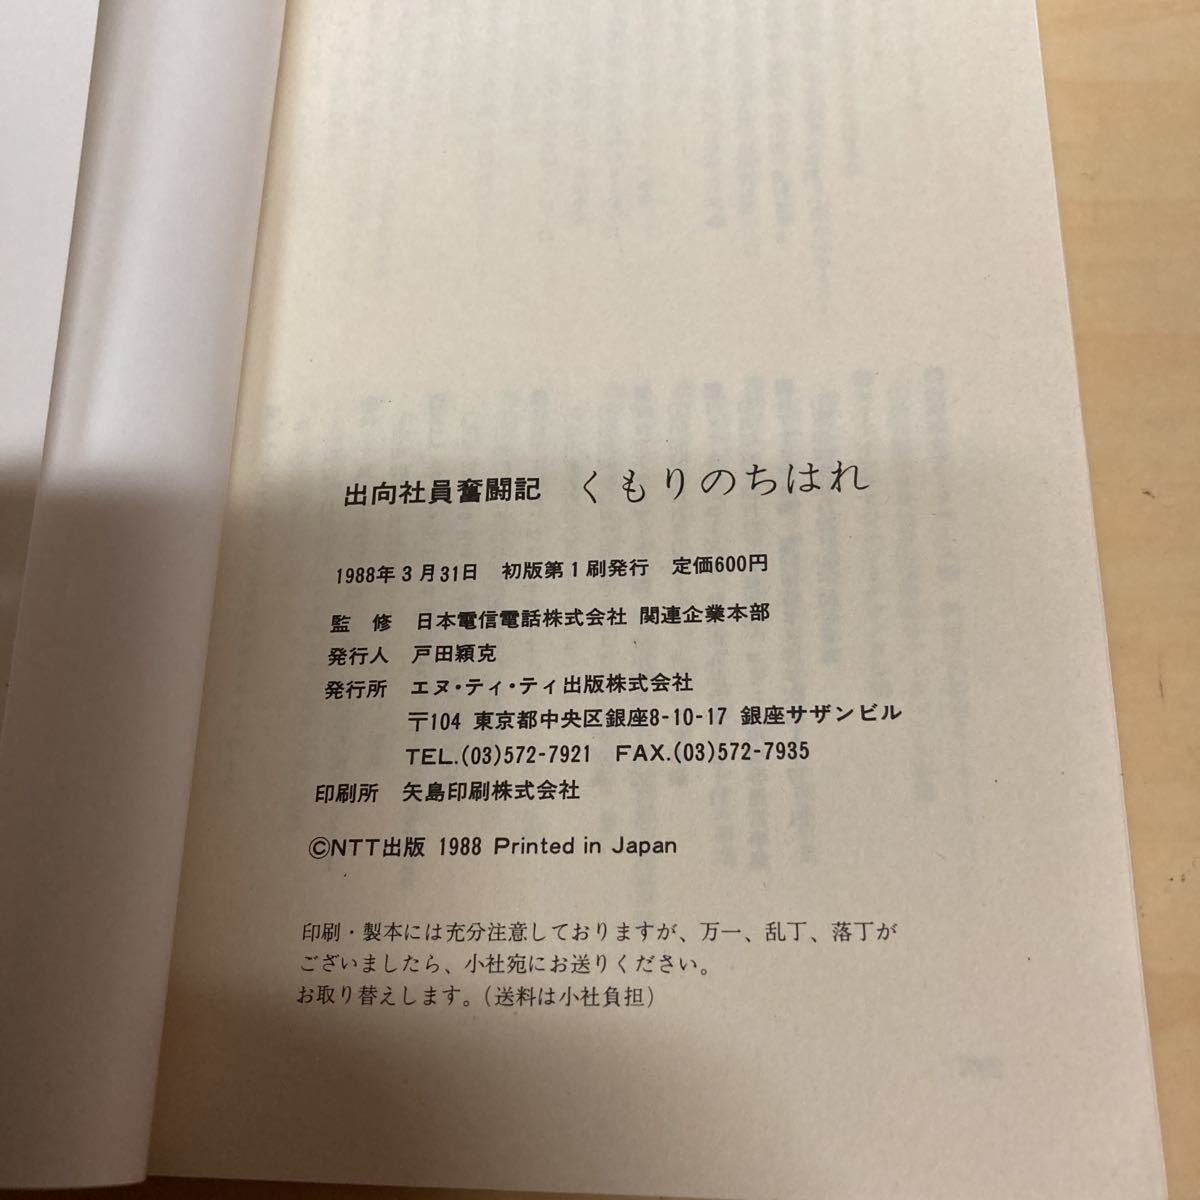 出向社員奮闘記 くもりのちはれ
1988年3月31日 初版第1刷発行 定価600円
監 修 日本電信電話株式会社 関連企業本部
発行人 戸田穎克
発行所 エヌ・ティ・ティ出版株式会社
〒104 東京都中央区銀座8-10-17 銀座サザンビル
TEL.(03)572-7921 FAX.(03)572-7935
印刷所 矢島印刷株式会社
©NTT出版 1988 Printed in Japan
印刷・製本には充分注意しておりますが、万一、乱丁、落丁が
ございましたら、小社宛にお送りください。
お取り替えします。(送料は小社負担)